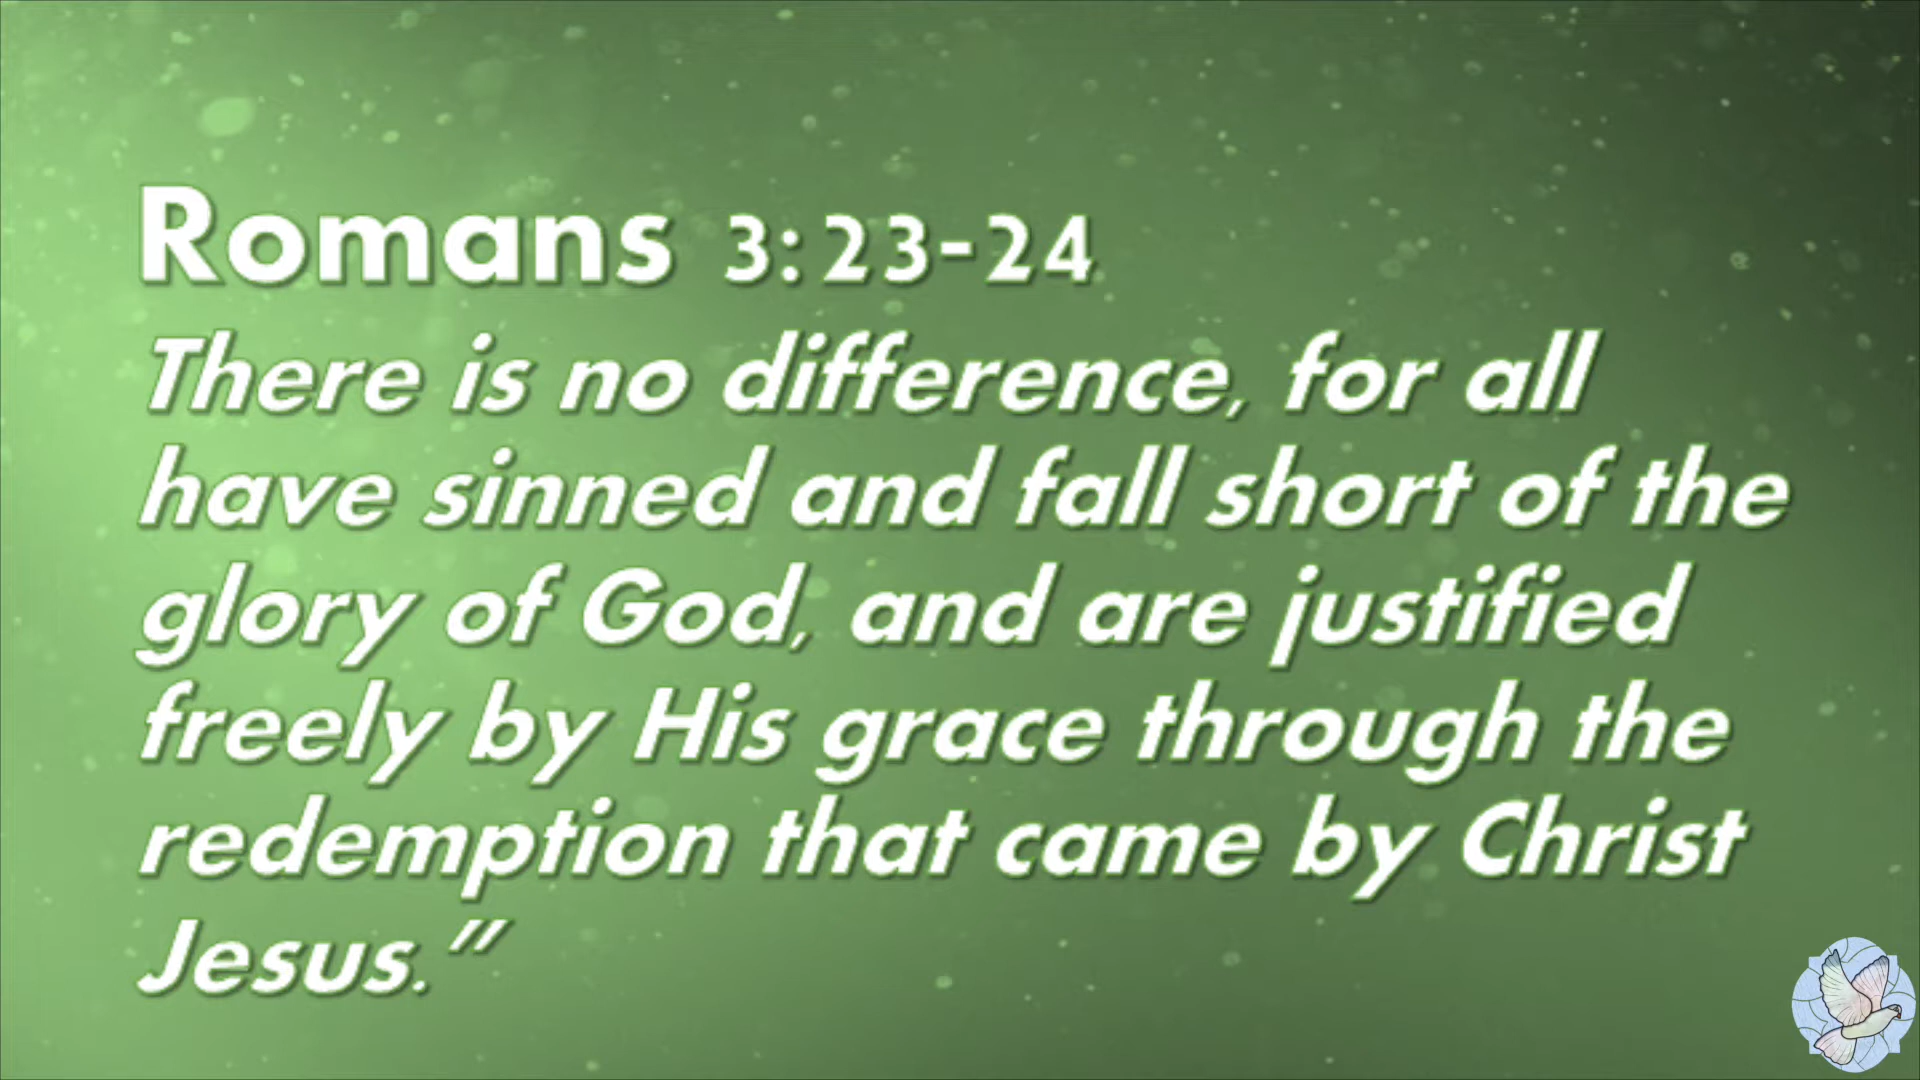 Romans 3:23-24
There is no difference, for all
have sinned and fall short of the
glory of God, and are justified
freely by His grace through the
redemption that came by Christ
Jesus.”